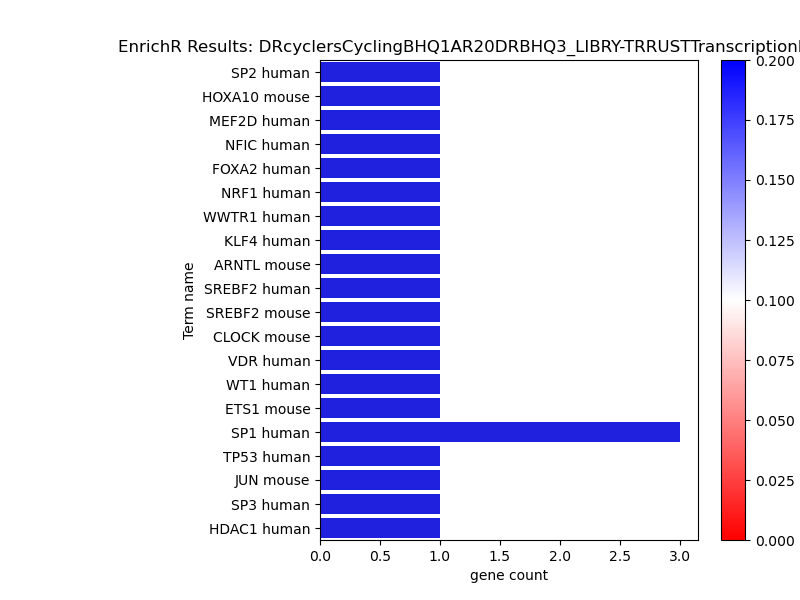 EnrichR Results: DRcyclersCyclingBHQ1AR20DRBHQ3_LIBRY-TRRUSTTranscription
SP2 human
HOXA10 mouse
MEF2D human
NFIC human
FOXA2 human
NRF1 human
WWTR1 human
KLF4 human
ARNTL mouse
SREBF2 human
SREBF2 mouse
CLOCK mouse
VDR human
WT1 human
ETS1 mouse
SP1 human
TP53 human
JUN mouse
SP3 human
HDAC1 human
Term name
0.0 0.5 1.0 1.5 2.0 2.5 3.0
gene count
0.200
0.175
0.150
0.125
0.100
0.075
0.050
0.025
0.000